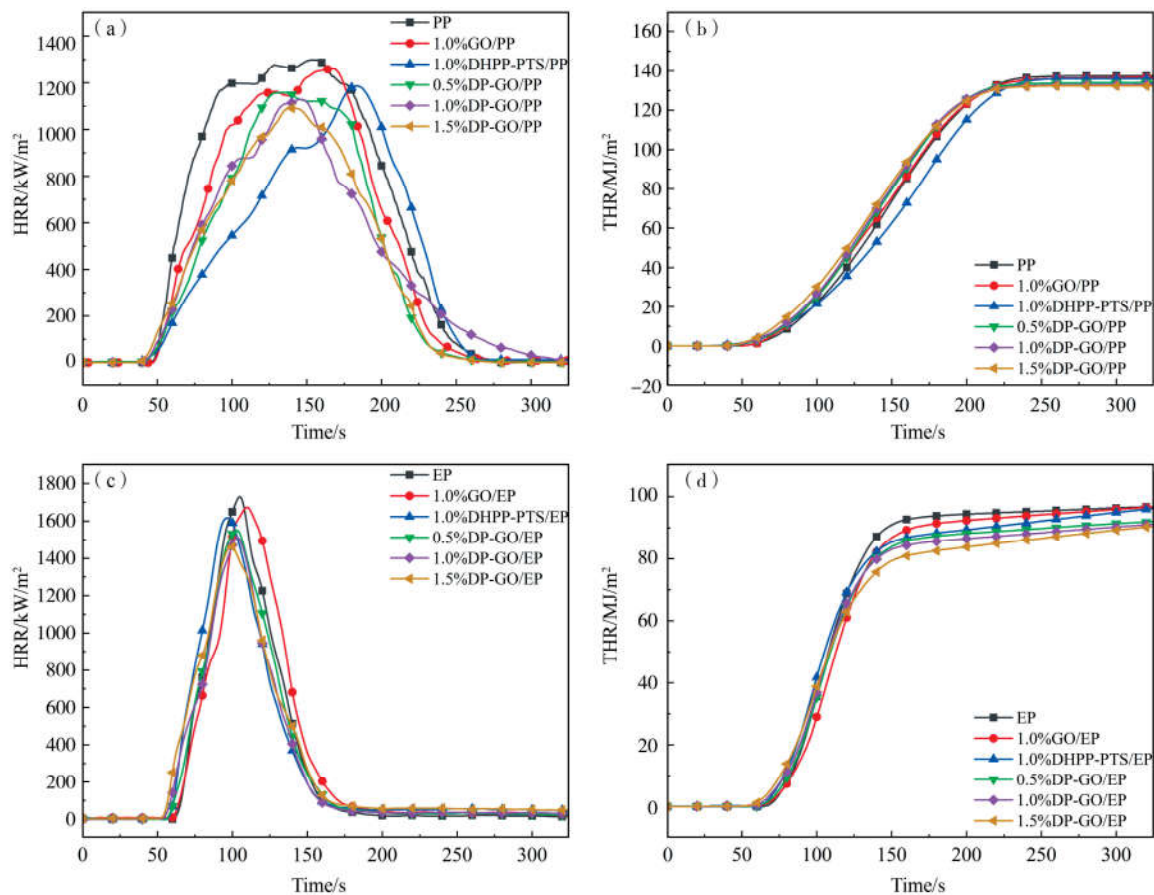 (a)
PP
1.0%GO/PP
1.0%DHPP-PTS/PP
0.5%DP-GO/PP
1.0%DP-GO/PP
1.5%DP-GO/PP
HRR/kW/m²
1400
1200
1000
800
600
400
200
0
0 50 100 150 200 250 300
Time/s
(b)
THR/MJ/m²
160
140
120
100
80
60
40
20
0
−20
PP
1.0%GO/PP
1.0%DHPP-PTS/PP
0.5%DP-GO/PP
1.0%DP-GO/PP
1.5%DP-GO/PP
0 50 100 150 200 250 300
Time/s
(c)
EP
1.0%GO/EP
1.0%DHPP-PTS/EP
0.5%DP-GO/EP
1.0%DP-GO/EP
1.5%DP-GO/EP
HRR/kW/m²
1800
1600
1400
1200
1000
800
600
400
200
0
0 50 100 150 200 250 300
Time/s
(d)
THR/MJ/m²
100
80
60
40
20
0
EP
1.0%GO/EP
1.0%DHPP-PTS/EP
0.5%DP-GO/EP
1.0%DP-GO/EP
1.5%DP-GO/EP
0 50 100 150 200 250 300
Time/s